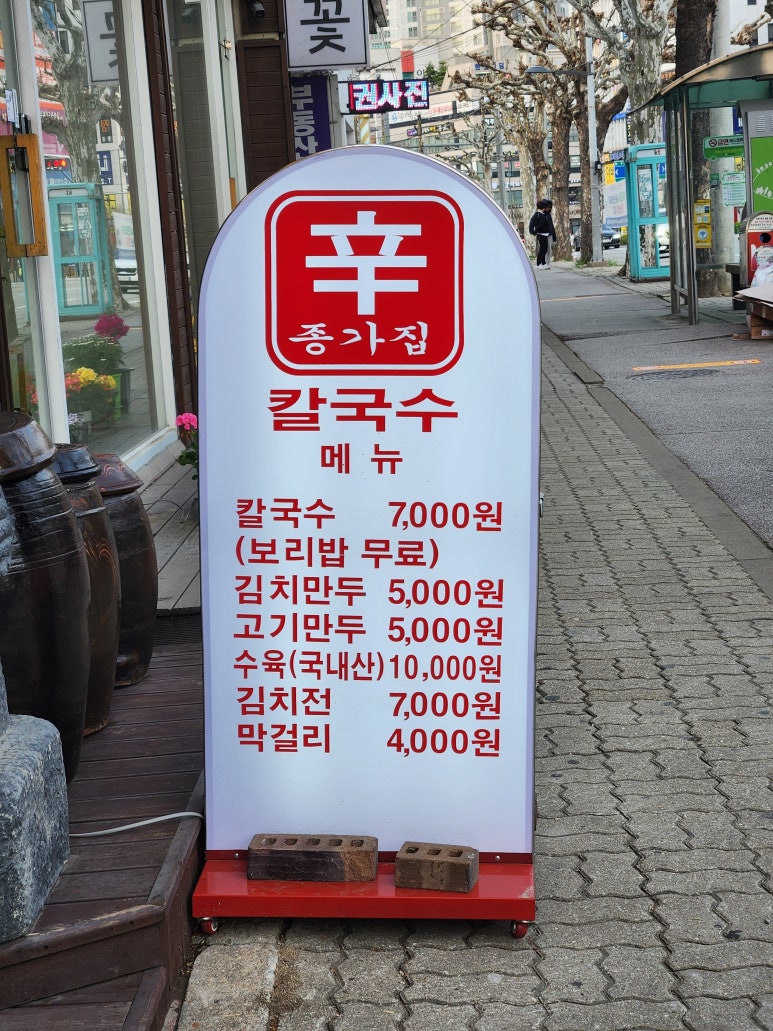 꽃
권사전
부동산
辛
종가집
칼국수
메뉴
칼국수 7,000원
(보리밥 무료)
김치만두 5,000원
고기만두 5,000원
수육(국내산) 10,000원
김치전 7,000원
막걸리 4,000원